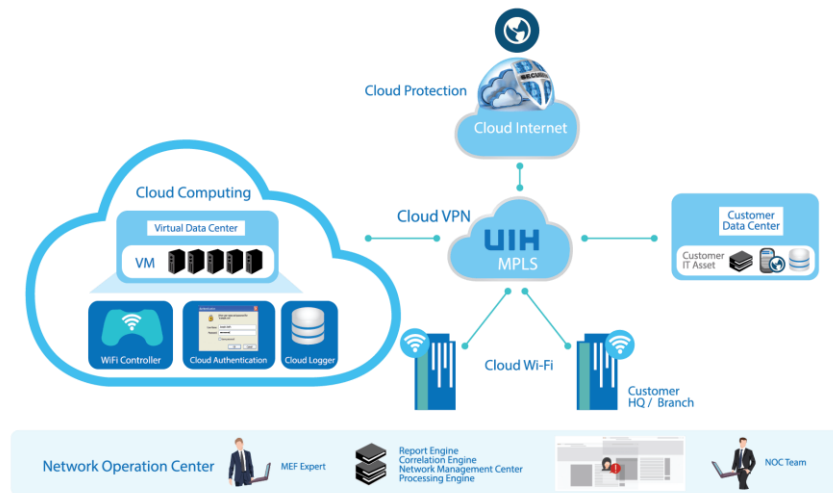 SECURITY
Cloud Protection
Cloud Internet
Cloud Computing
Virtual Data Center
VM
WiFi Controller
Cloud Authentication
Cloud Logger
Cloud VPN
UIH
MPLS
Customer
Data Center
Customer
IT Asset
Cloud Wi-Fi
Customer
HQ / Branch
Network Operation Center
MEF Expert
Report Engine
Correlation Engine
Network Management Center
Processing Engine
NOC Team